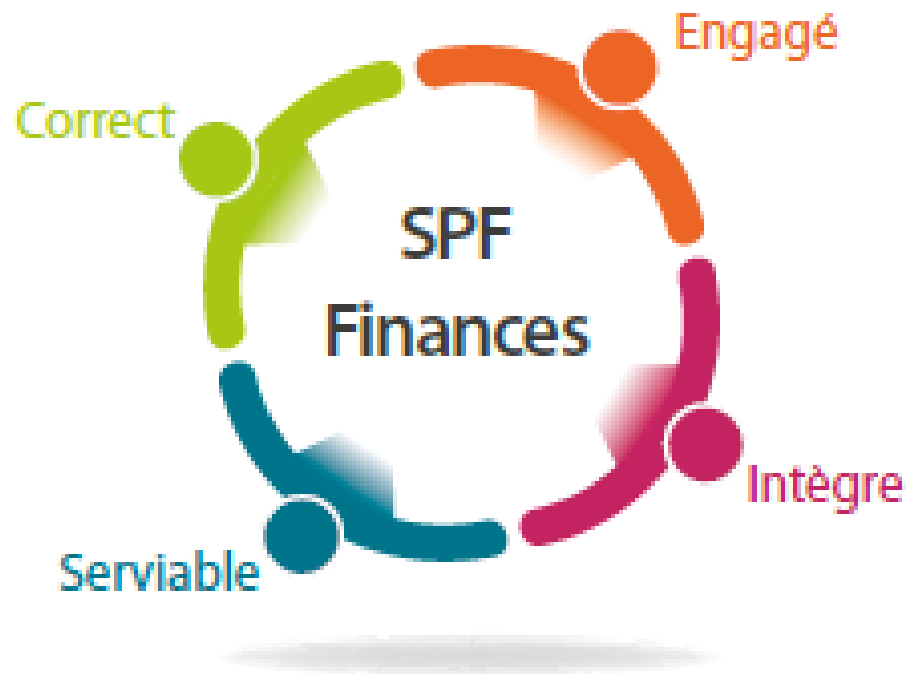 Engagé
Correct
SPF
Finances
Intègre
Serviable